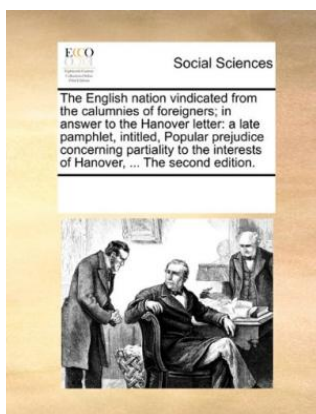 ECCO
Social Sciences
The English nation vindicated from
the calumnies of foreigners; in
answer to the Hanover letter: a late
pamphlet, intitled, Popular prejudice
concerning partiality to the interests
of Hanover, ... The second edition.